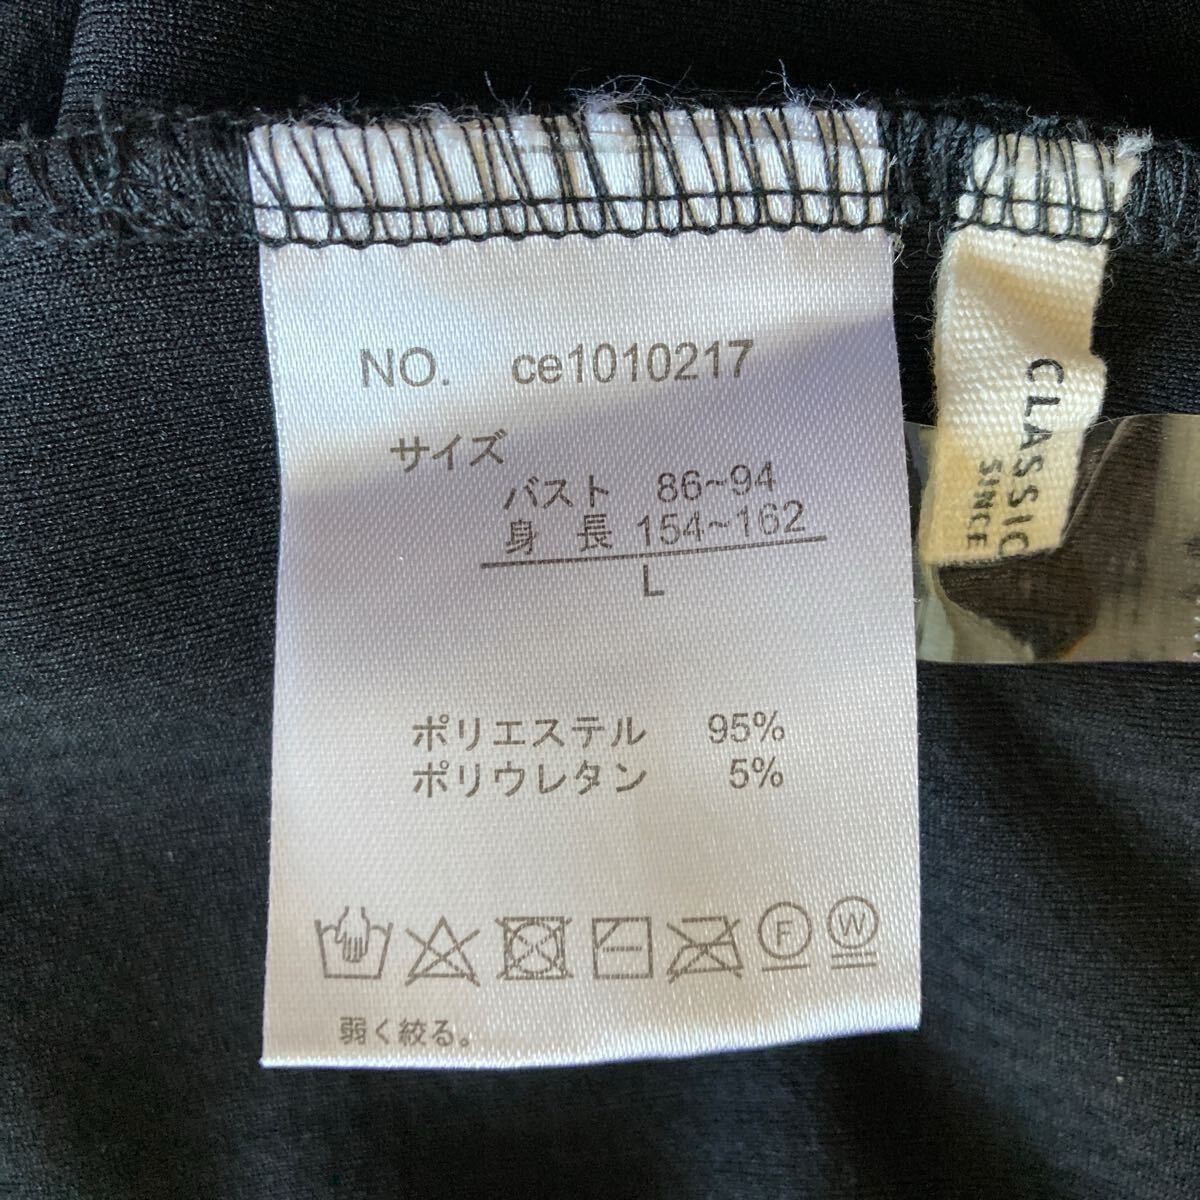 NO. ce1010217
サイズ
バスト 86~94
身 長 154~162
L
ポリエステル 95%
ポリウレタン 5%
F
W
弱く絞る。
CLASSIC
SINCE